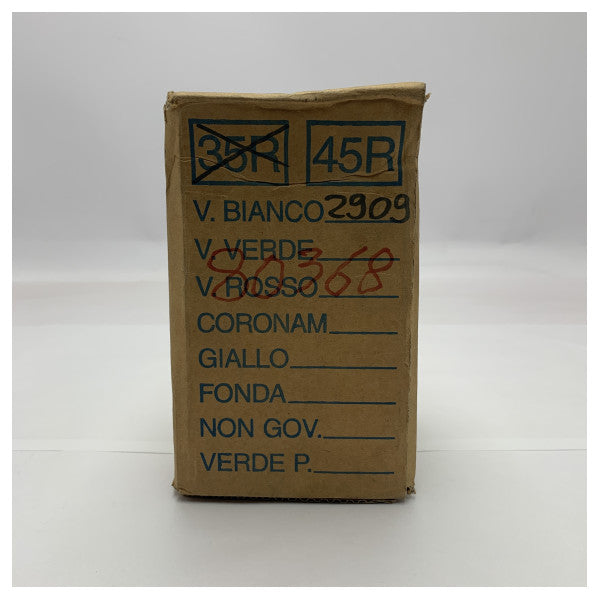 35R 45R
V. BIANCO 2909
V. VERDE
80368
V. ROSSO
CORONAM
GIALLO
FONDA
NON GOV.
VERDE P.